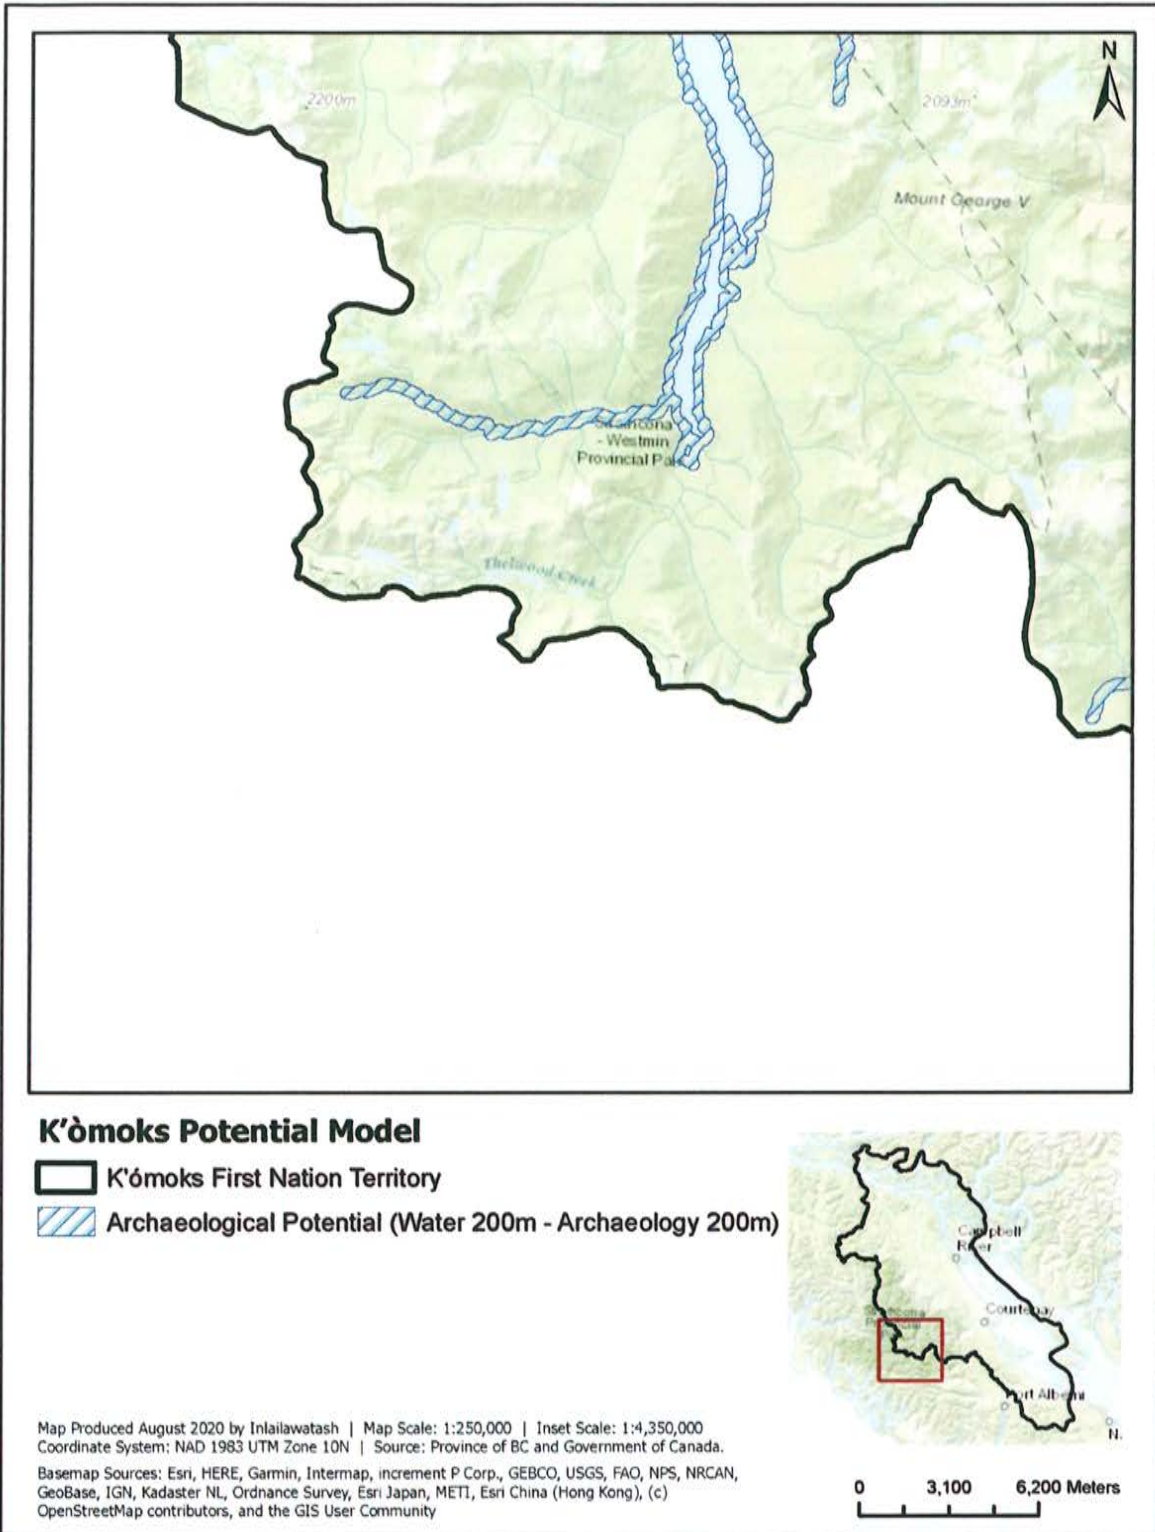 N
2200m
2093m
Mount George V
Strathcona
- Westmin
Provincial Park
Thelwood Creek
K'òmoks Potential Model
K'ómoks First Nation Territory
Archaeological Potential (Water 200m - Archaeology 200m)
Campbell
River
Courtenay
Strathcona
Provincial
Port Alberni
N.
Map Produced August 2020 by Inlailawatash | Map Scale: 1:250,000 | Inset Scale: 1:4,350,000
Coordinate System: NAD 1983 UTM Zone 10N | Source: Province of BC and Government of Canada.
Basemap Sources: Esri, HERE, Garmin, Intermap, increment P Corp., GEBCO, USGS, FAO, NPS, NRCAN,
GeoBase, IGN, Kadaster NL, Ordnance Survey, Esri Japan, METI, Esri China (Hong Kong), (c)
OpenStreetMap contributors, and the GIS User Community
0 3,100 6,200 Meters